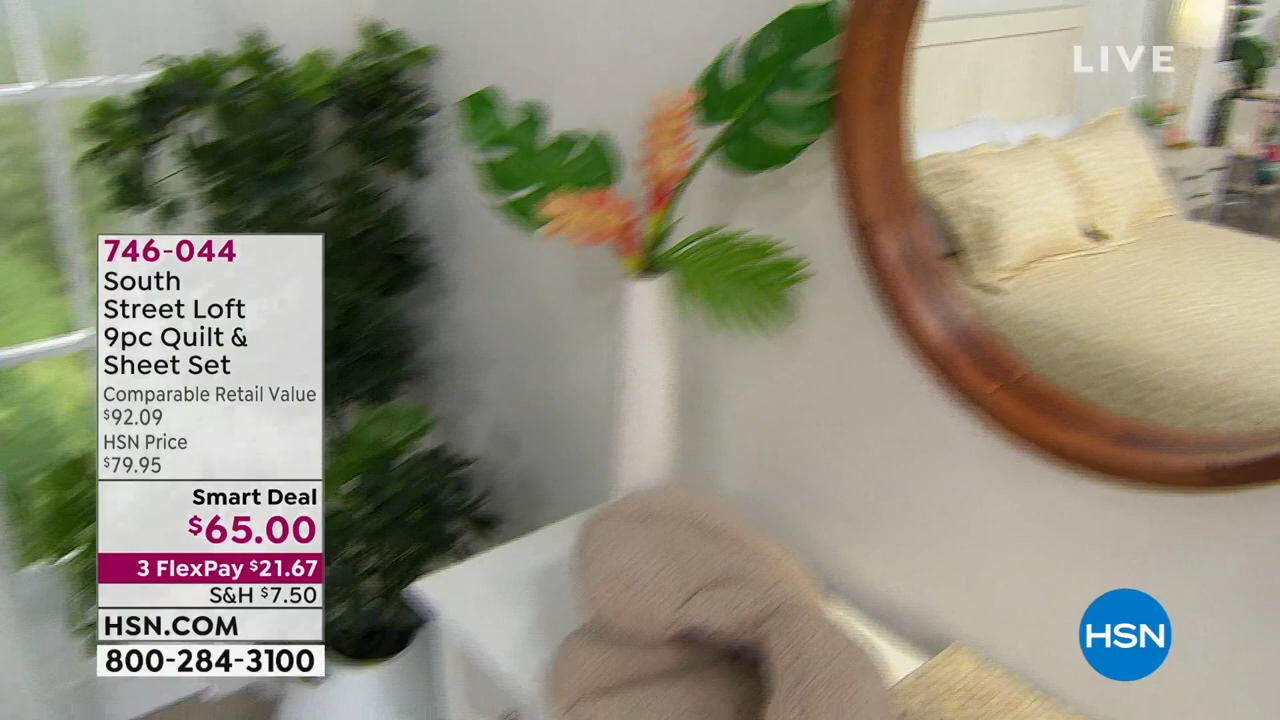 LIVE
746-044
South
Street Loft
9pc Quilt &
Sheet Set
Comparable Retail Value
$92.09
HSN Price
$79.95
Smart Deal
$65.00
3 FlexPay $21.67
S&H $7.50
HSN.COM
800-284-3100
HSN